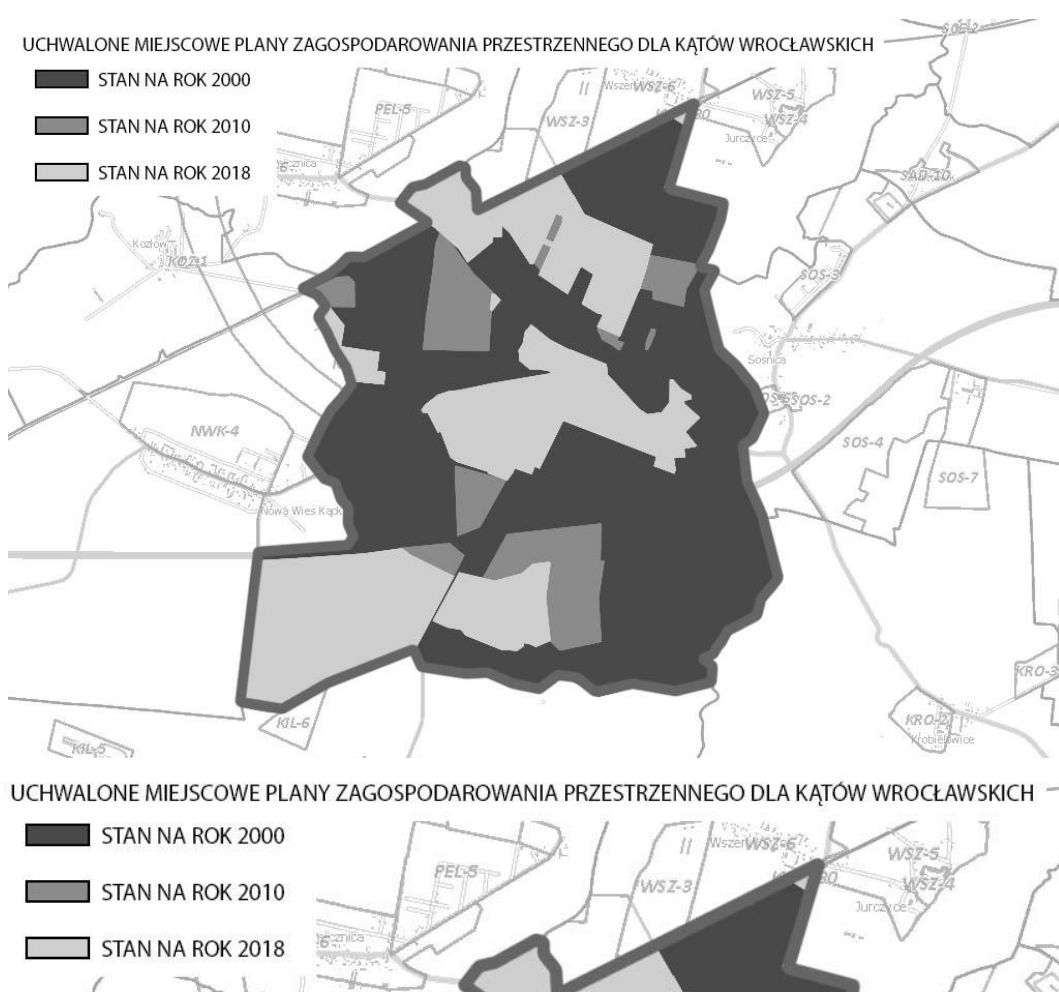 SOE-2
UCHWALONE MIEJSCOWE PLANY ZAGOSPODAROWANIA PRZESTRZENNEGO DLA KĄTÓW WROCŁAWSKICH
STAN NA ROK 2000
STAN NA ROK 2010
STAN NA ROK 2018
PEL-5
WSZ-3
WSZ-6
WSZ-5
WSZ-4
Jurczyce
SAD-10
KOZ-1
SOS-3
Sośnica
SOS-2
NWK-4
SOS-4
SOS-7
Nowa Wieś Kącka
KIL-6
KIL-5
KRO-3
KRO-2
Krobielowice
UCHWALONE MIEJSCOWE PLANY ZAGOSPODAROWANIA PRZESTRZENNEGO DLA KĄTÓW WROCŁAWSKICH
STAN NA ROK 2000
STAN NA ROK 2010
STAN NA ROK 2018
PEL-5
WSZ-3
WSZ-6
WSZ-5
WSZ-4
Jurczyce